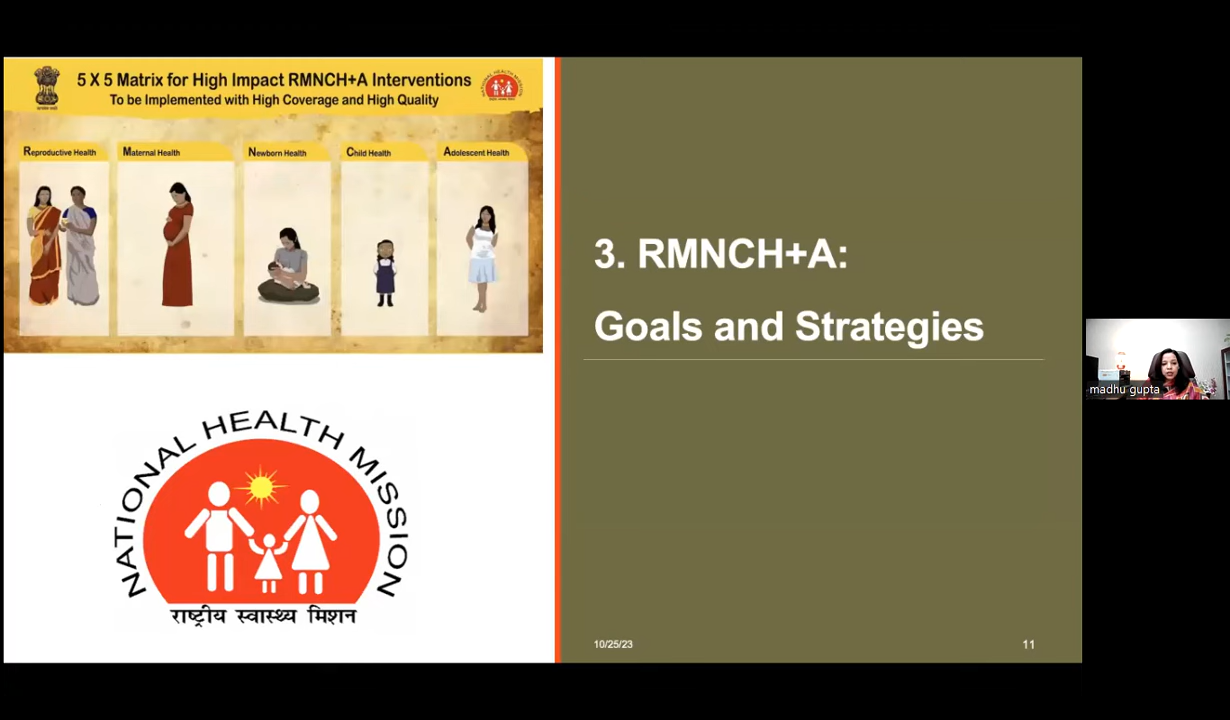 5 X 5 Matrix for High Impact RMNCH+A Interventions
To be Implemented with High Coverage and High Quality
Reproductive Health
Maternal Health
Newborn Health
Child Health
Adolescent Health
NATIONAL HEALTH MISSION
राष्ट्रीय स्वास्थ्य मिशन
3. RMNCH+A:
Goals and Strategies
10/25/23
11
madhu gupta